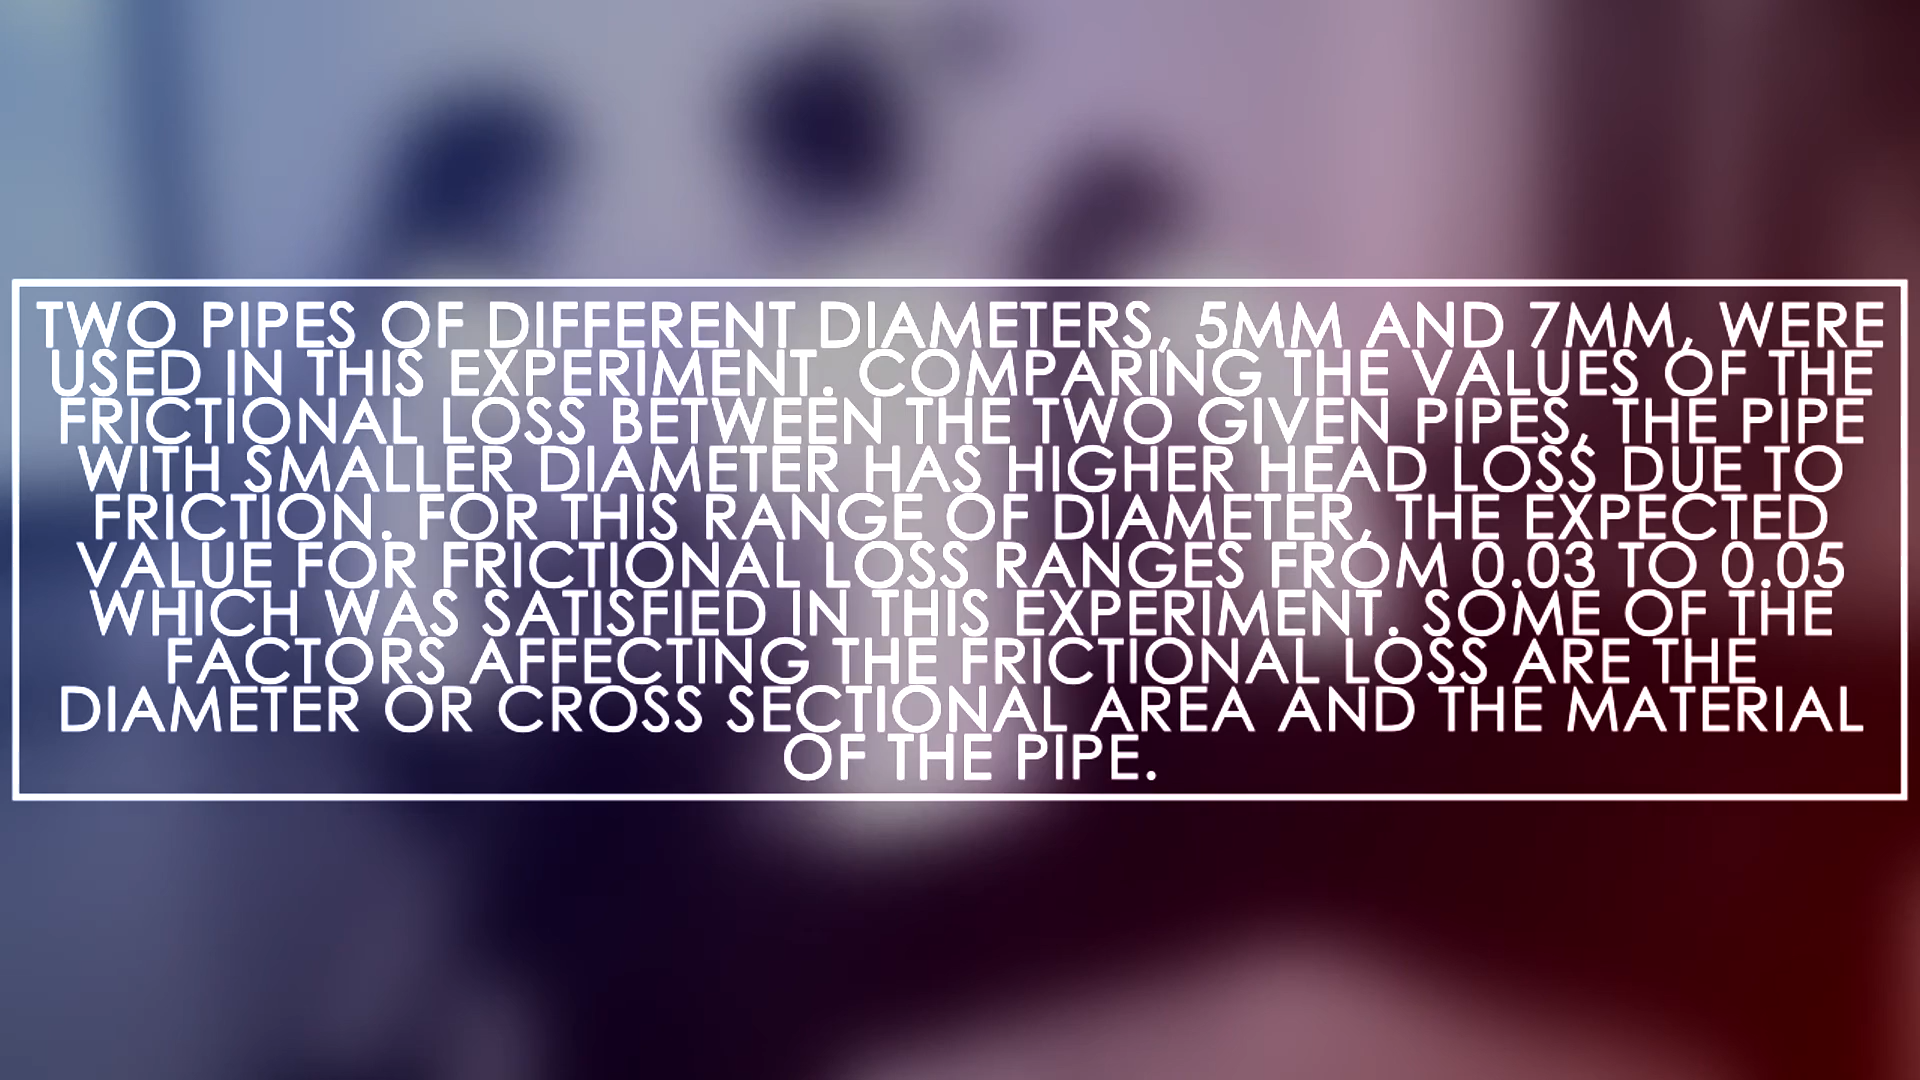 TWO PIPES OF DIFFERENT DIAMETERS, 5MM AND 7MM, WERE
USED IN THIS EXPERIMENT. COMPARING THE VALUES OF THE
FRICTIONAL LOSS BETWEEN THE TWO GIVEN PIPES, THE PIPE
WITH SMALLER DIAMETER HAS HIGHER HEAD LOSS DUE TO
FRICTION. FOR THIS RANGE OF DIAMETER, THE EXPECTED
VALUE FOR FRICTIONAL LOSS RANGES FROM 0.03 TO 0.05
WHICH WAS SATISFIED IN THIS EXPERIMENT. SOME OF THE
FACTORS AFFECTING THE FRICTIONAL LOSS ARE THE
DIAMETER OR CROSS SECTIONAL AREA AND THE MATERIAL
OF THE PIPE.